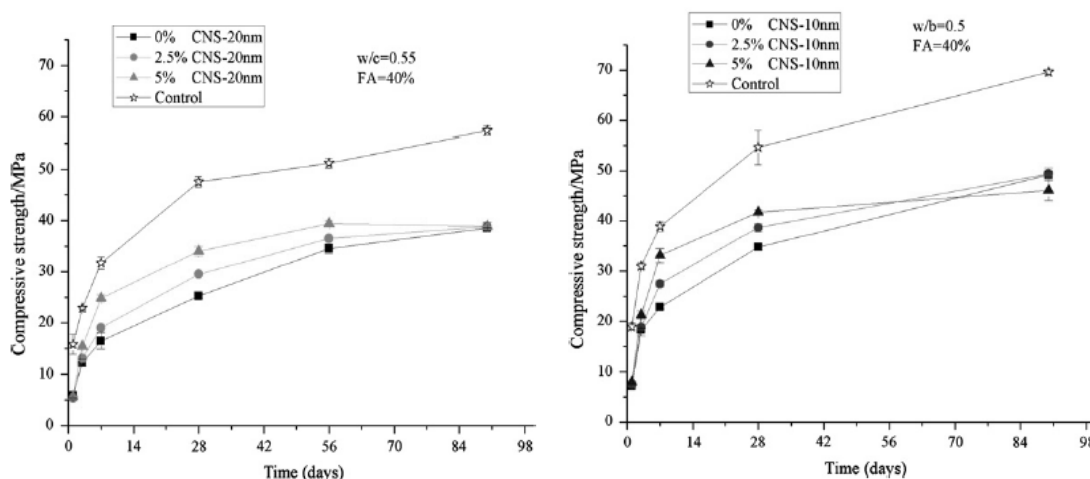 0% CNS-20nm
2.5% CNS-20nm
5% CNS-20nm
Control
w/c=0.55
FA=40%
Compressive strength/MPa
70
60
50
40
30
20
10
0
0 14 28 42 56 70 84 98
Time (days)
0% CNS-10nm
2.5% CNS-10nm
5% CNS-10nm
Control
w/b=0.5
FA=40%
Compressive strength/MPa
70
60
50
40
30
20
10
0
0 14 28 42 56 70 84 98
Time (days)